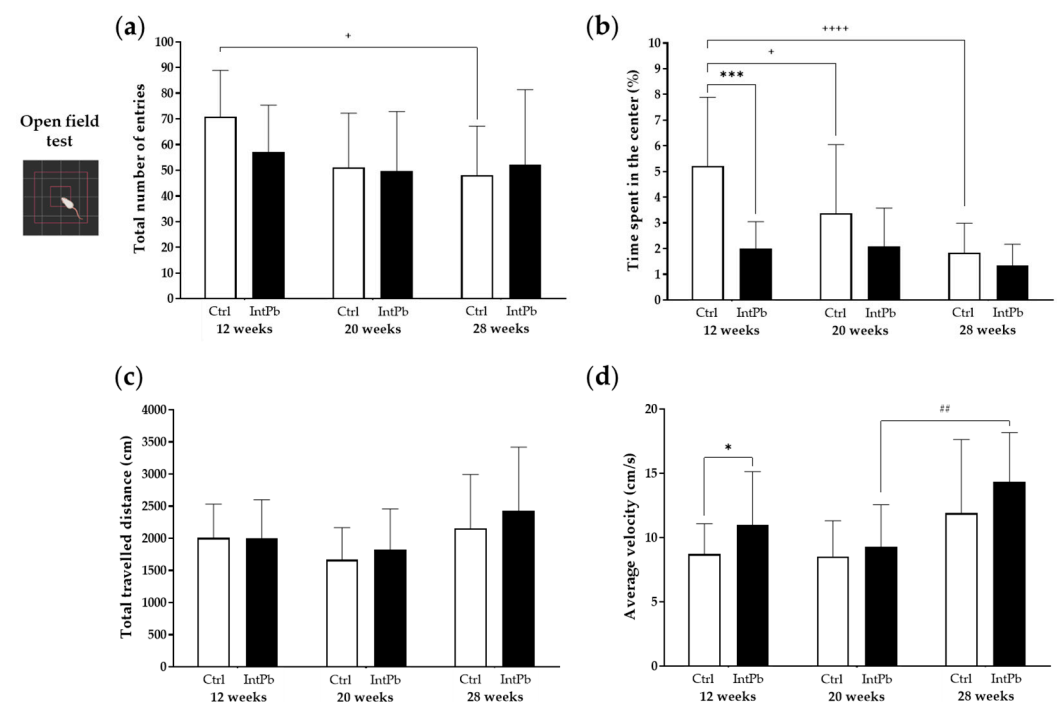 Open field
test
(a)
Total number of entries
100
90
80
70
60
50
40
30
20
10
0
+
Ctrl IntPb Ctrl IntPb Ctrl IntPb
12 weeks 20 weeks 28 weeks
(b)
Time spent in the center (%)
10
9
8
7
6
5
4
3
2
1
0
++++
+
***
Ctrl IntPb Ctrl IntPb Ctrl IntPb
12 weeks 20 weeks 28 weeks
(c)
Total travelled distance (cm)
4000
3500
3000
2500
2000
1500
1000
500
0
Ctrl IntPb Ctrl IntPb Ctrl IntPb
12 weeks 20 weeks 28 weeks
(d)
Average velocity (cm/s)
20
15
10
5
0
##
*
Ctrl IntPb Ctrl IntPb Ctrl IntPb
12 weeks 20 weeks 28 weeks